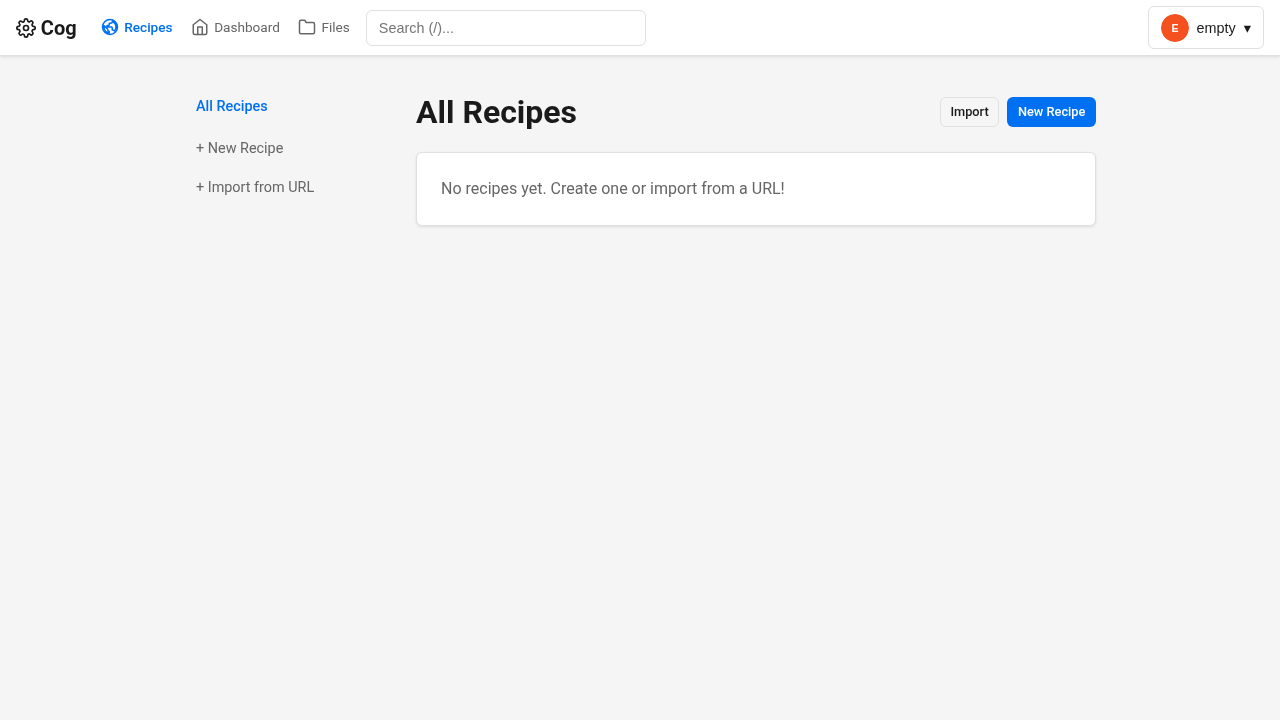 Cog
Recipes
Dashboard
Files
Search (/)...
E
empty ▾
All Recipes
+ New Recipe
+ Import from URL
All Recipes
Import
New Recipe
No recipes yet. Create one or import from a URL!